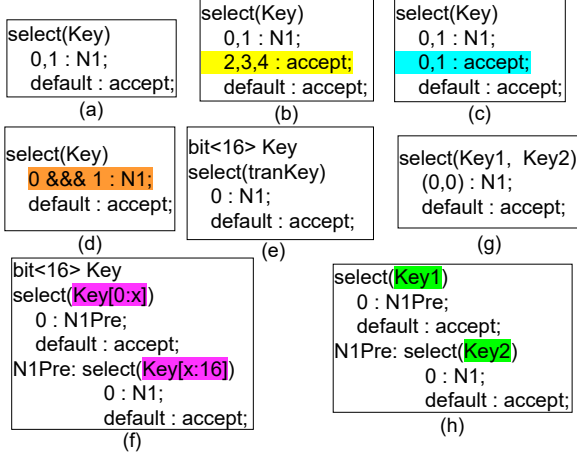 select(Key)
0,1 : N1;
default : accept;
(a)
select(Key)
0,1 : N1;
2,3,4 : accept;
default : accept;
(b)
select(Key)
0,1 : N1;
0,1 : accept;
default : accept;
(c)
select(Key)
0 &&& 1 : N1;
default : accept;
(d)
bit<16> Key
select(tranKey)
0 : N1;
default : accept;
(e)
select(Key1, Key2)
(0,0) : N1;
default : accept;
(g)
bit<16> Key
select(Key[0:x])
0 : N1Pre;
default : accept;
N1Pre: select(Key[x:16])
0 : N1;
default : accept;
(f)
select(Key1)
0 : N1Pre;
default : accept;
N1Pre: select(Key2)
0 : N1;
default : accept;
(h)